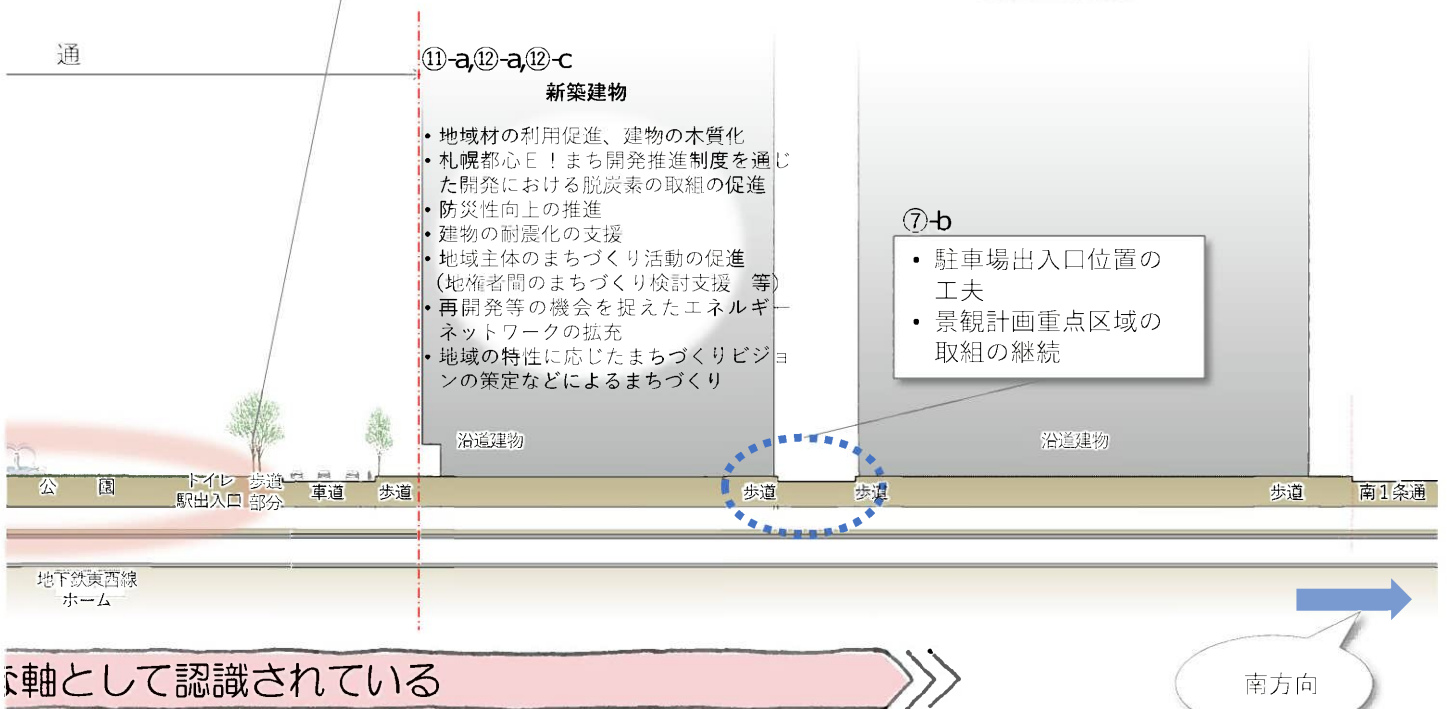 通
⑪-a,⑫-a,⑫-c
新築建物
• 地域材の利用促進、建物の木質化
• 札幌都心E！まち開発推進制度を通じ
た開発における脱炭素の取組の促進
• 防災性向上の推進
• 建物の耐震化の支援
• 地域主体のまちづくり活動の促進
(地権者間のまちづくり検討支援 等)
• 再開発等の機会を捉えたエネルギー
ネットワークの拡充
• 地域の特性に応じたまちづくりビジョ
ンの策定などによるまちづくり
⑦-b
• 駐車場出入口位置の
工夫
• 景観計画重点区域の
取組の継続
沿道建物
沿道建物
公園
トイレ
駅出入口
歩道
部分
車道
歩道
歩道
歩道
歩道
南1条通
地下鉄東西線
ホーム
な軸として認識されている
南方向